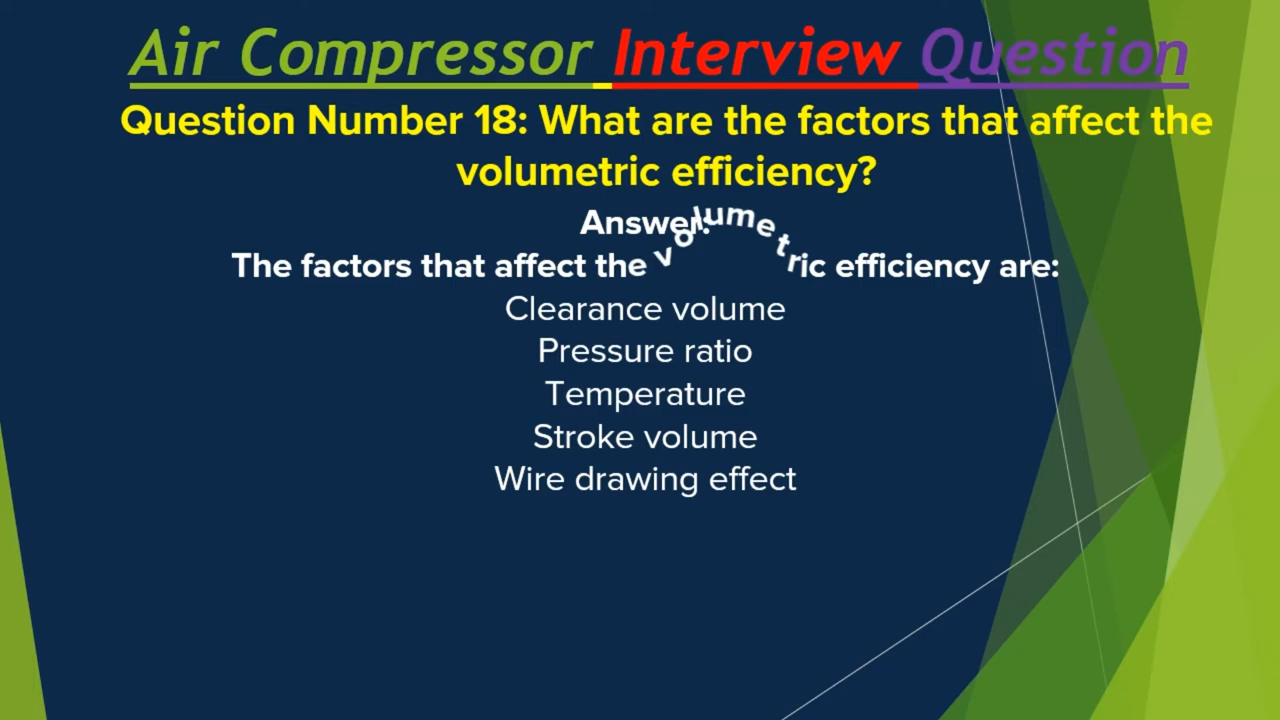 Air Compressor Interview Question
Question Number 18: What are the factors that affect the
volumetric efficiency?
Answer:
The factors that affect the volumetric efficiency are:
Clearance volume
Pressure ratio
Temperature
Stroke volume
Wire drawing effect